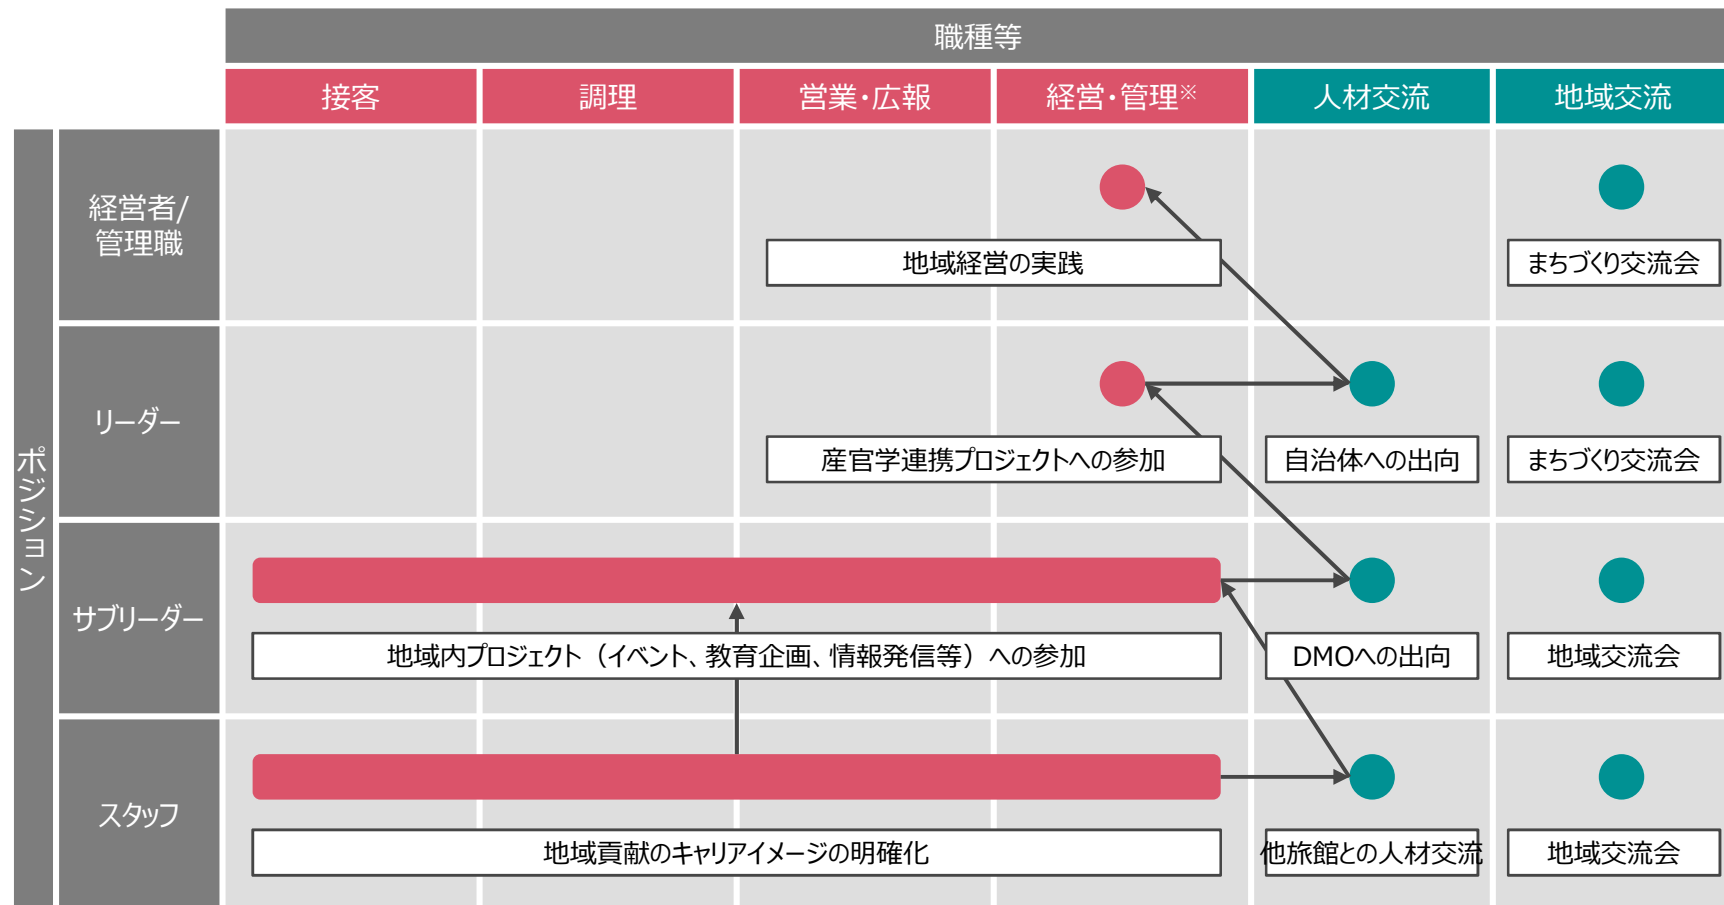 職種等
接客
調理
営業・広報
経営・管理※
人材交流
地域交流
ポジション
経営者/
管理職
地域経営の実践
まちづくり交流会
リーダー
産官学連携プロジェクトへの参加
自治体への出向
まちづくり交流会
サブリーダー
地域内プロジェクト（イベント、教育企画、情報発信等）への参加
DMOへの出向
地域交流会
スタッフ
地域貢献のキャリアイメージの明確化
他旅館との人材交流
地域交流会